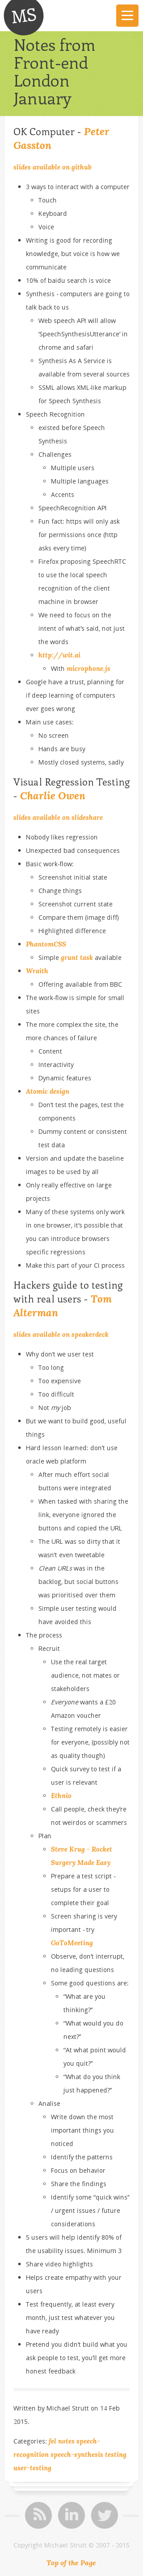 MS
Notes from
Front-end
London
January
OK Computer - Peter
Gasston
slides available on github
3 ways to interact with a computer
Touch
Keyboard
Voice
Writing is good for recording
knowledge, but voice is how we
communicate
10% of baidu search is voice
Synthesis - computers are going to
talk back to us
Web speech API will allow
'SpeechSynthesisUtterance' in
chrome and safari
Synthesis As A Service is
available from several sources
SSML allows XML-like markup
for Speech Synthesis
Speech Recognition
existed before Speech
Synthesis
Challenges
Multiple users
Multiple languages
Accents
SpeechRecognition API
Fun fact: https will only ask
for permissions once (http
asks every time)
Firefox proposing SpeechRTC
to use the local speech
recognition of the client
machine in browser
We need to focus on the
intent of what's said, not just
the words
http://wit.ai
With microphone.js
Google have a trust, planning for
if deep learning of computers
ever goes wrong
Main use cases:
No screen
Hands are busy
Mostly closed systems, sadly
Visual Regression Testing
- Charlie Owen
slides available on slideshare
Nobody likes regression
Unexpected bad consequences
Basic work-flow:
Screenshot initial state
Change things
Screenshot current state
Compare them (image diff)
Highlighted difference
PhantomCSS
Simple grunt task available
Wraith
Offering available from BBC
The work-flow is simple for small
sites
The more complex the site, the
more chances of failure
Content
Interactivity
Dynamic features
Atomic design
Don't test the pages, test the
components
Dummy content or consistent
test data
Version and update the baseline
images to be used by all
Only really effective on large
projects
Many of these systems only work
in one browser, it's possible that
you can introduce browsers
specific regressions
Make this part of your CI process
Hackers guide to testing
with real users - Tom
Alterman
slides available on speakerdeck
Why don't we user test
Too long
Too expensive
Too difficult
Not my job
But we want to build good, useful
things
Hard lesson learned: don't use
oracle web platform
After much effort social
buttons were integrated
When tasked with sharing the
link, everyone ignored the
buttons and copied the URL
The URL was so dirty that it
wasn't even tweetable
Clean URLs was in the
backlog, but social buttons
was prioritised over them
Simple user testing would
have avoided this
The process
Recruit
Use the real target
audience, not mates or
stakeholders
Everyone wants a £20
Amazon voucher
Testing remotely is easier
for everyone, (possibly not
as quality though)
Quick survey to test if a
user is relevant
Ethnio
Call people, check they're
not weirdos or scammers
Plan
Steve Krug - Rocket
Surgery Made Easy
Prepare a test script -
setups for a user to
complete their goal
Screen sharing is very
important - try
GoToMeeting
Observe, don't interrupt,
no leading questions
Some good questions are:
"What are you
thinking?"
"What would you do
next?"
"At what point would
you quit?"
"What do you think
just happened?"
Analise
Write down the most
important things you
noticed
Identify the patterns
Focus on behavior
Share the findings
Identify some "quick wins"
/ urgent issues / future
considerations
5 users will help identify 80% of
the usability issues. Minimum 3
Share video highlights
Helps create empathy with your
users
Test frequently, at least every
month, just test whatever you
have ready
Pretend you didn't build what you
ask people to test, you'll get more
honest feedback
Written by Michael Strutt on 14 Feb
2015.
Categories: fel notes speech-
recognition speech-synthesis testing
user-testing
Copyright Michael Strutt © 2007 - 2015
Top of the Page